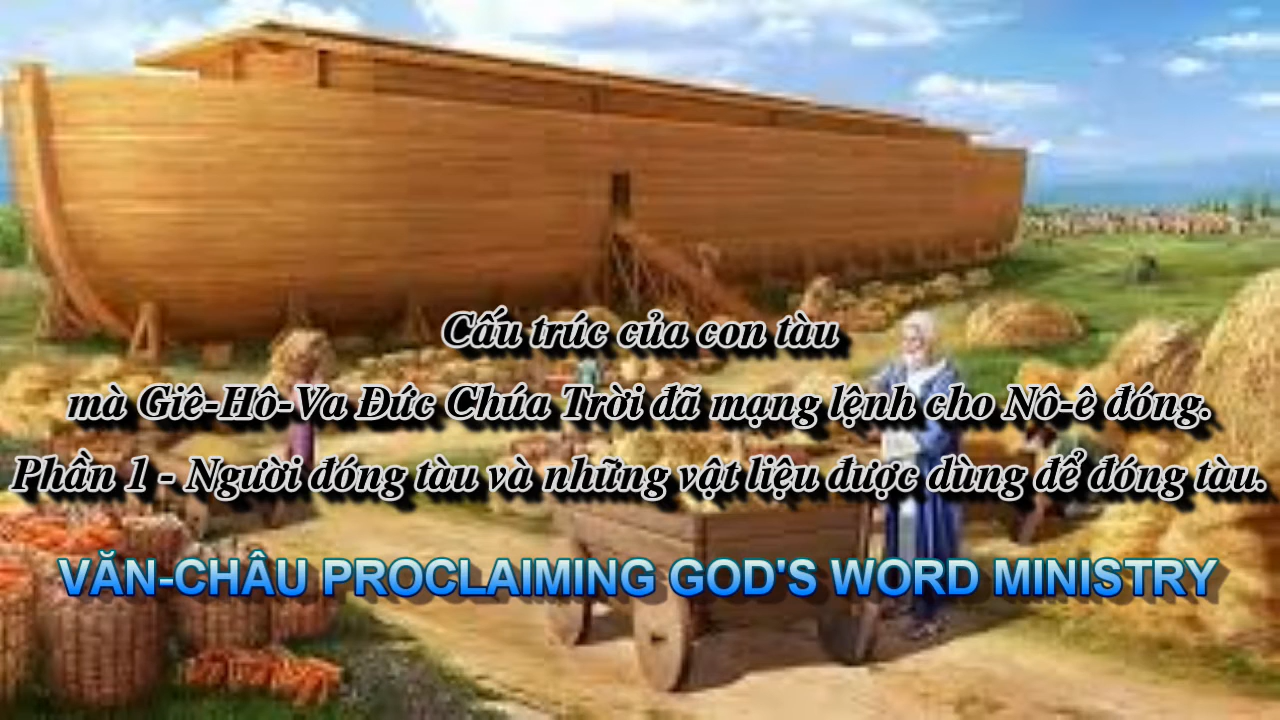 Cấu trúc của con tàu
mà Giê-Hô-Va Đức Chúa Trời đã mạng lệnh cho Nô-ê đóng.
Phần 1 - Người đóng tàu và những vật liệu được dùng để đóng tàu.
VĂN-CHÂU PROCLAIMING GOD'S WORD MINISTRY